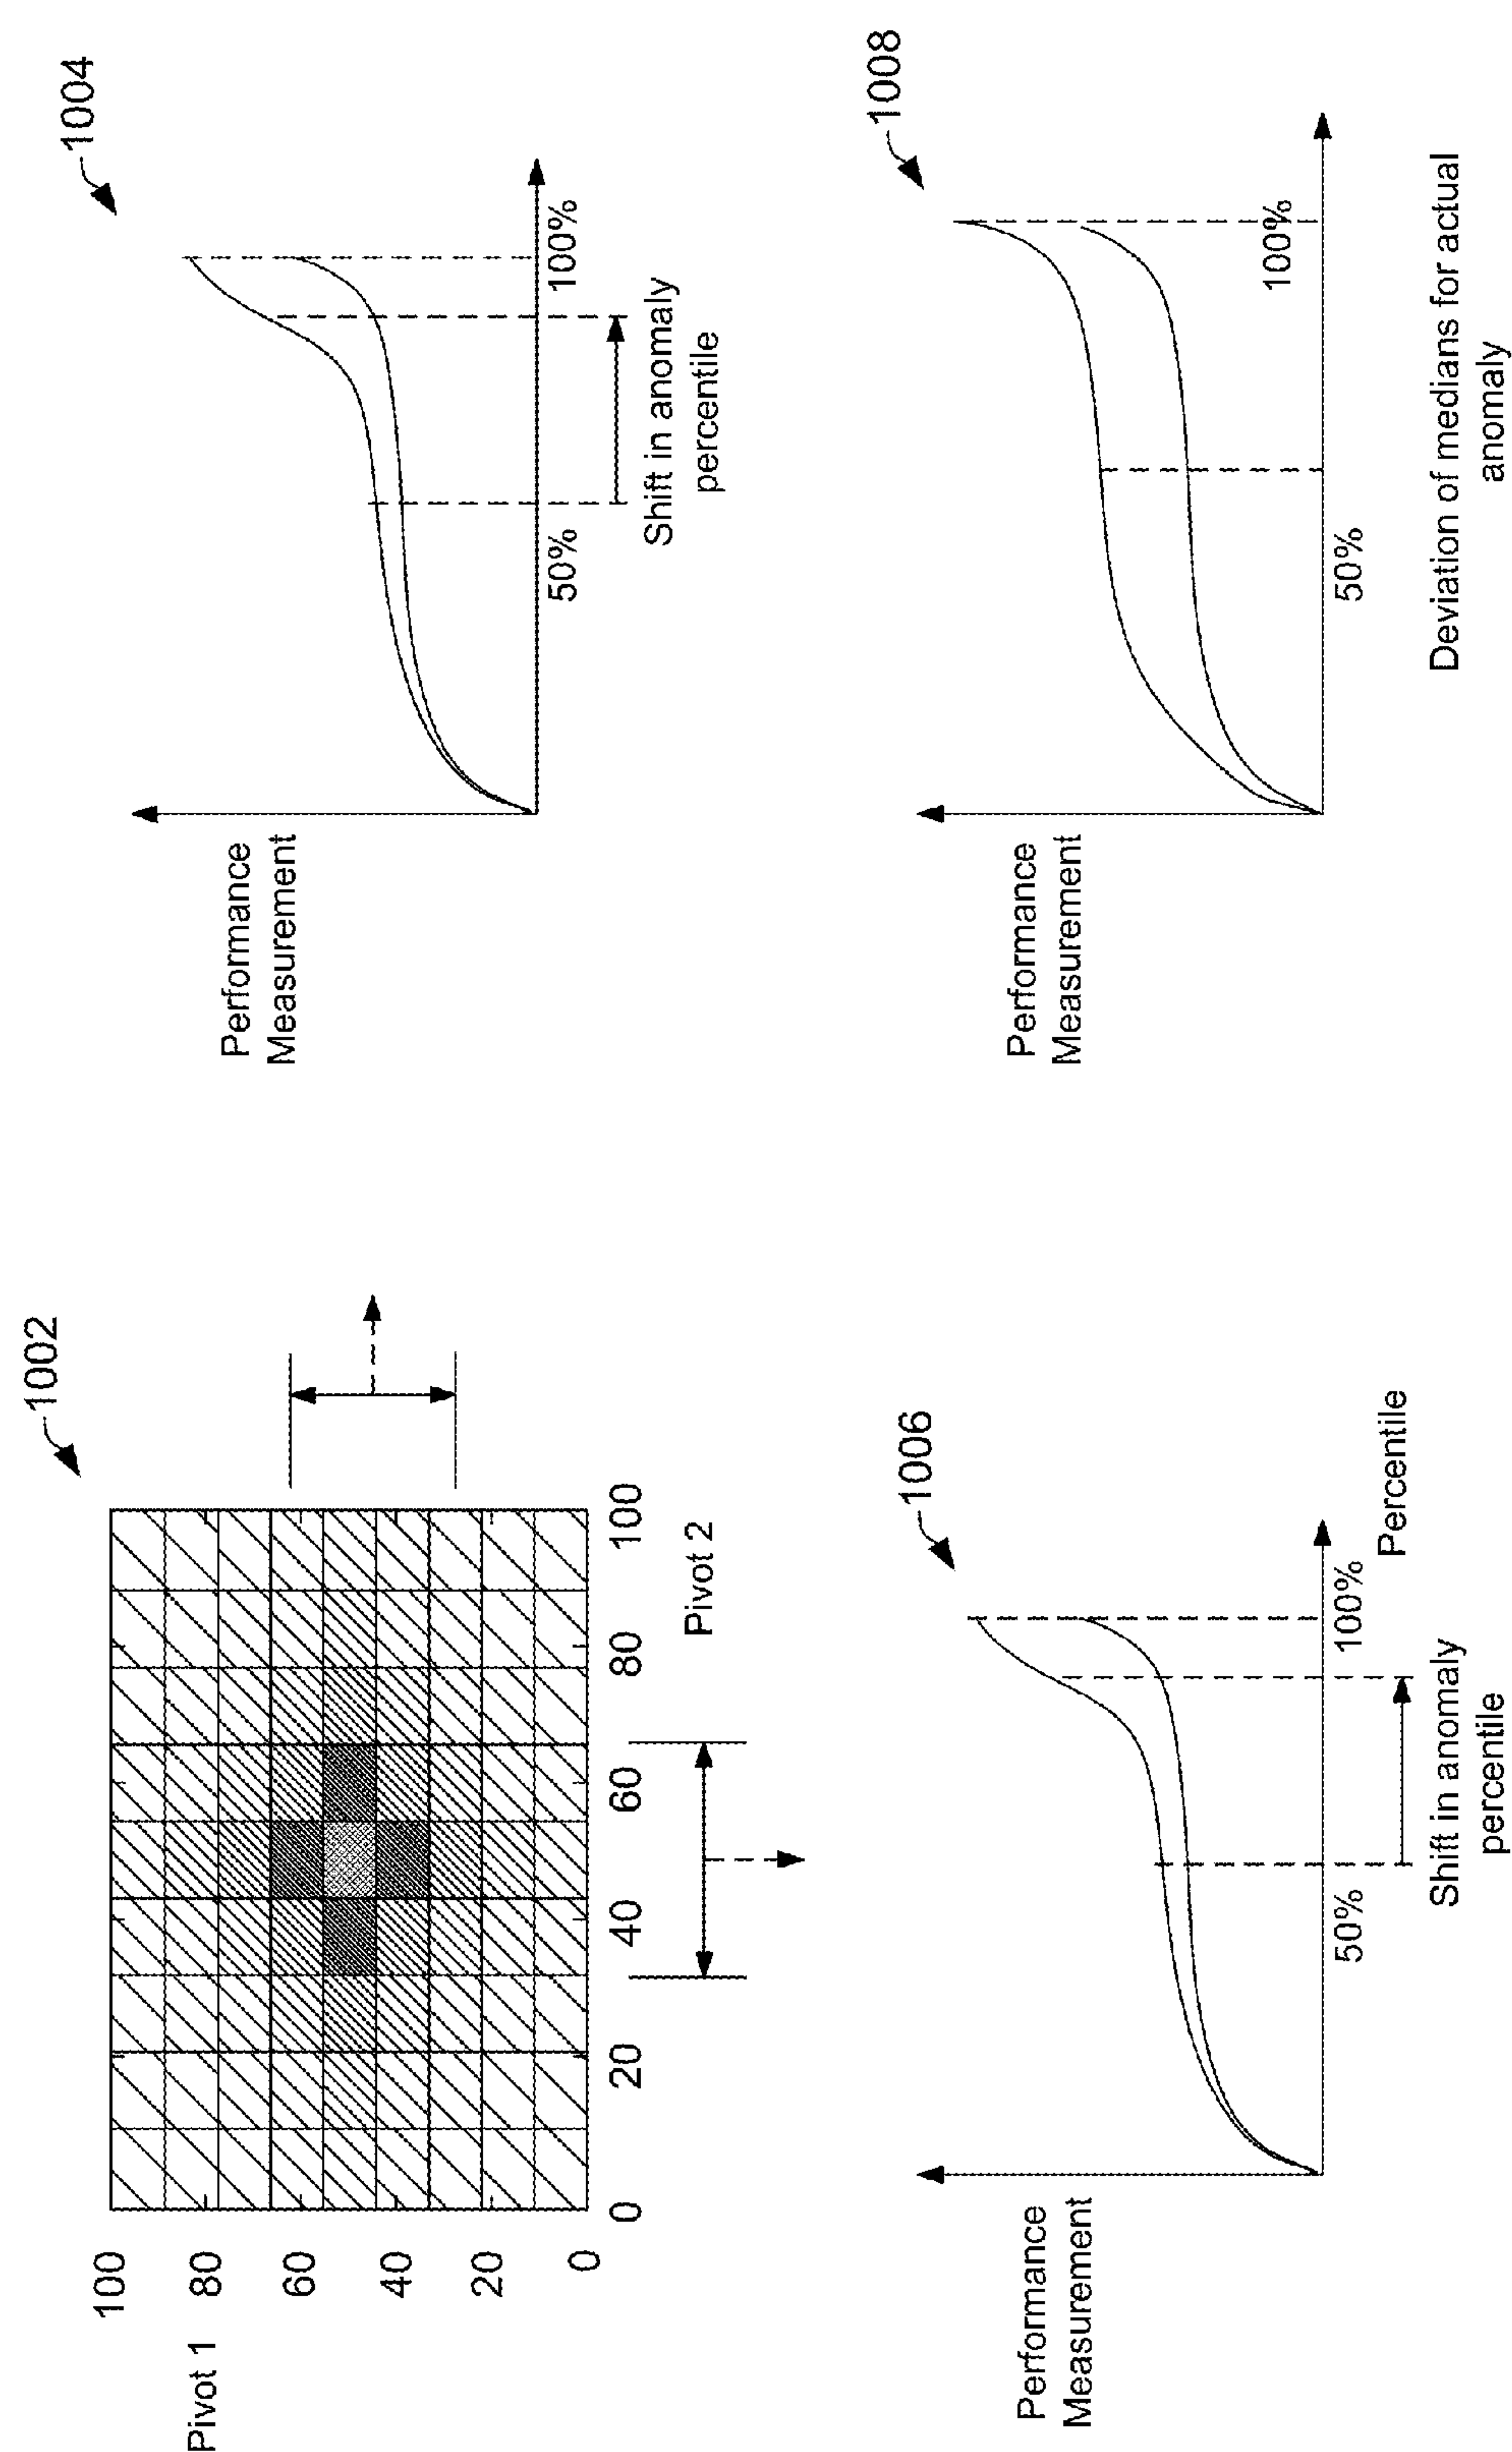 1002
Pivot 1
100
80
60
40
20
0
0
20
40
60
80
100
Pivot 2
1004
Performance
Measurement
50%
100%
Shift in anomaly
percentile
1006
Performance
Measurement
50%
100%
Percentile
Shift in anomaly
percentile
1008
Performance
Measurement
50%
100%
Deviation of medians for actual
anomaly